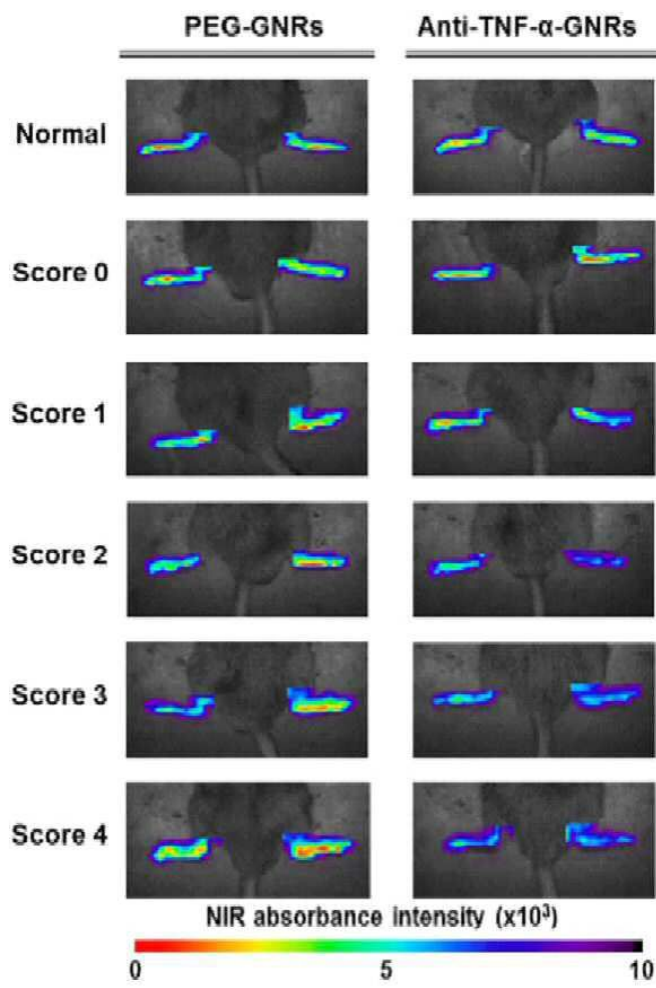 PEG-GNRs Anti-TNF-α-GNRs
Normal
Score 0
Score 1
Score 2
Score 3
Score 4
NIR absorbance intensity (x10³)
0 5 10